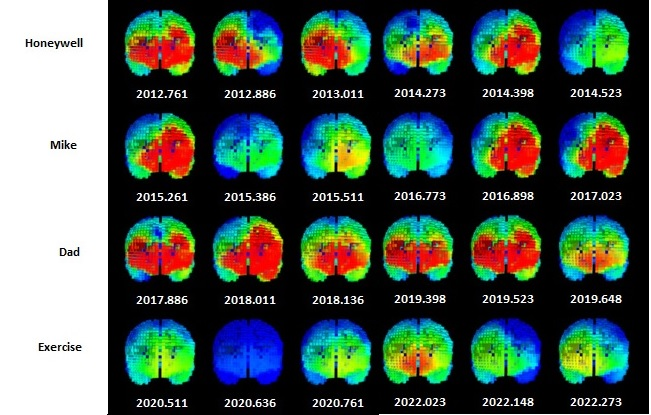 Honeywell
2012.761 2012.886 2013.011 2014.273 2014.398 2014.523
Mike
2015.261 2015.386 2015.511 2016.773 2016.898 2017.023
Dad
2017.886 2018.011 2018.136 2019.398 2019.523 2019.648
Exercise
2020.511 2020.636 2020.761 2022.023 2022.148 2022.273